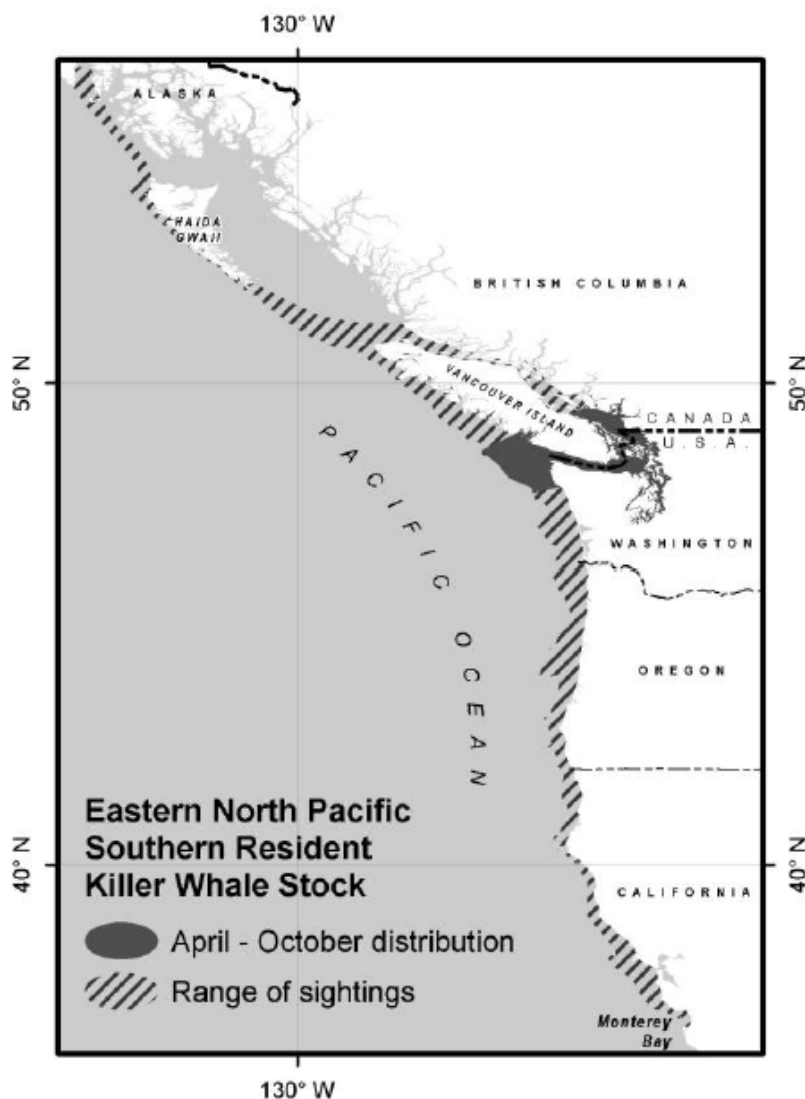 130° W
ALASKA
HAIDA
GWAII
BRITISH COLUMBIA
50° N
50° N
VANCOUVER ISLAND
CANADA
U.S.A.
WASHINGTON
PACIFIC OCEAN
OREGON
Eastern North Pacific
Southern Resident
Killer Whale Stock
40° N
40° N
CALIFORNIA
April - October distribution
Range of sightings
Monterey
Bay
130° W